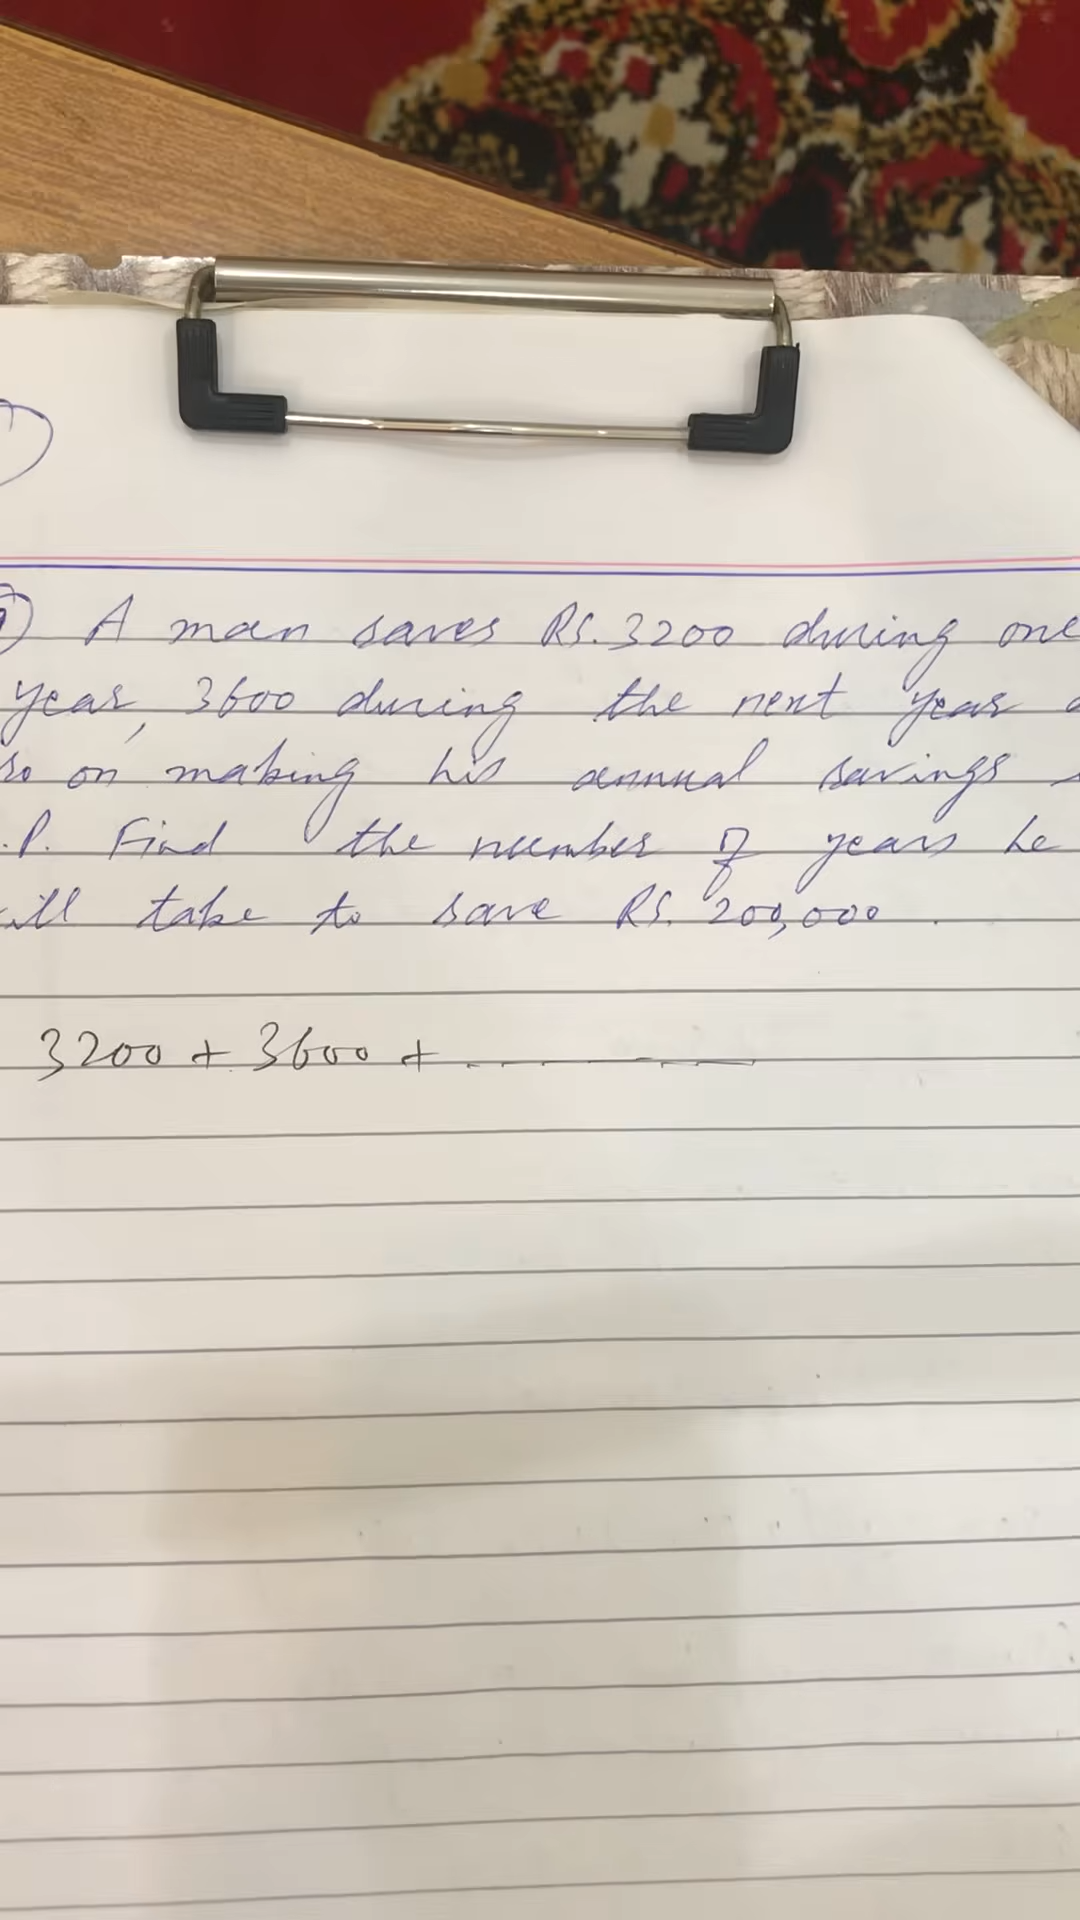 A man saves RS. 3200 during one
year, 3600 during the next year
so on making his annual savings
.P. Find the number of years he
ill take to save RS. 200,000 .
3200 + 3600 + ...........